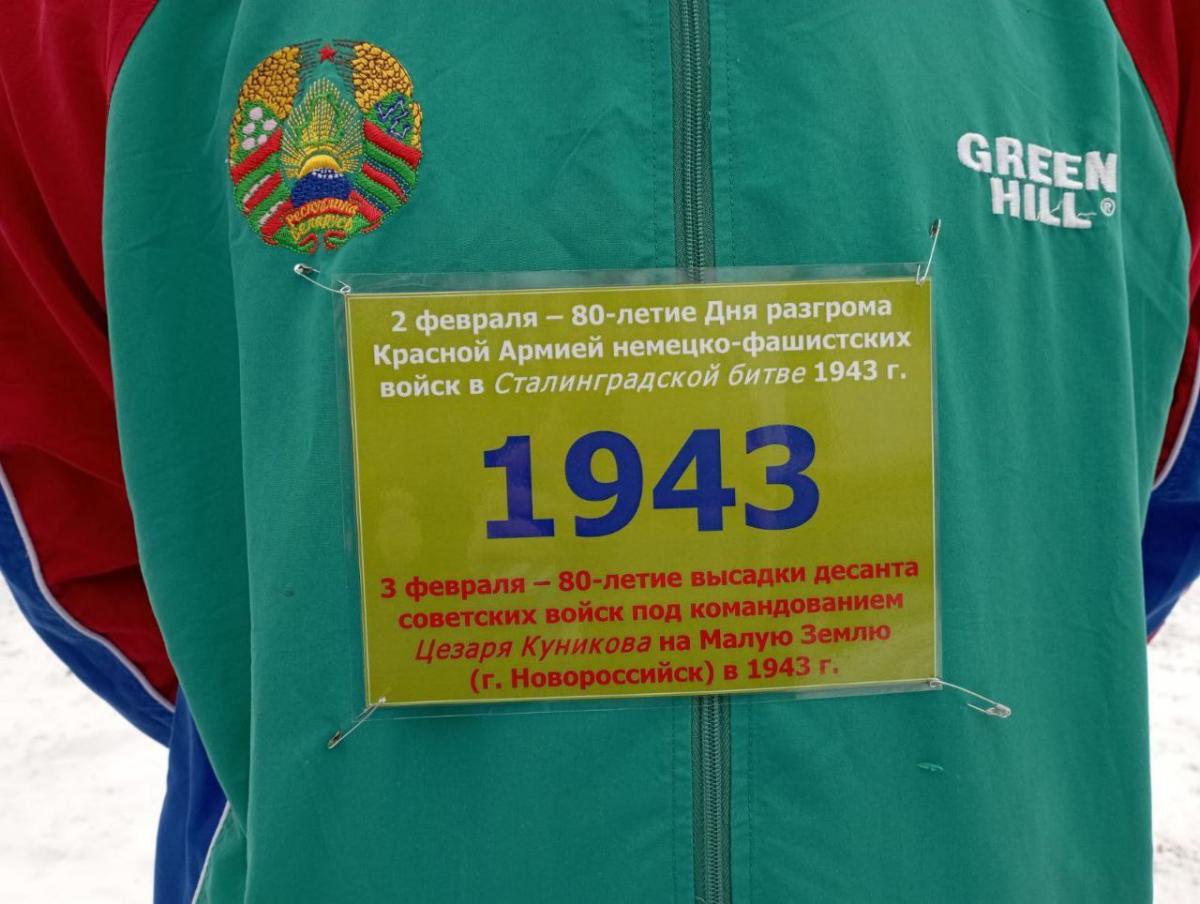 Рэспубліка
Беларусь
GREEN
HILL®
2 февраля – 80-летие Дня разгрома
Красной Армией немецко-фашистских
войск в Сталинградской битве 1943 г.
1943
3 февраля – 80-летие высадки десанта
советских войск под командованием
Цезаря Куникова на Малую Землю
(г. Новороссийск) в 1943 г.